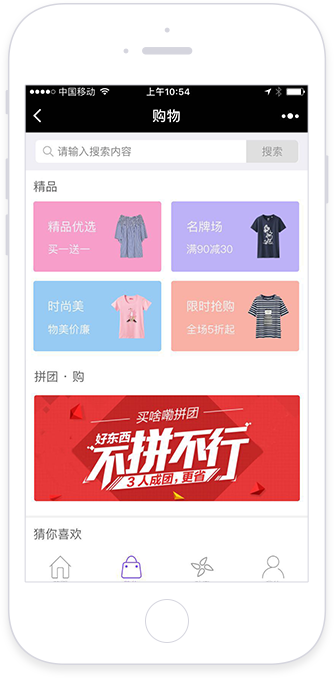 中国移动 上午10:54
购物
请输入搜索内容 搜索
精品
精品优选
买一送一
名牌场
满90减30
时尚美
物美价廉
限时抢购
全场5折起
拼团 · 购
买啥嘞拼团
好东西
不拼不行
3人成团，更省
猜你喜欢